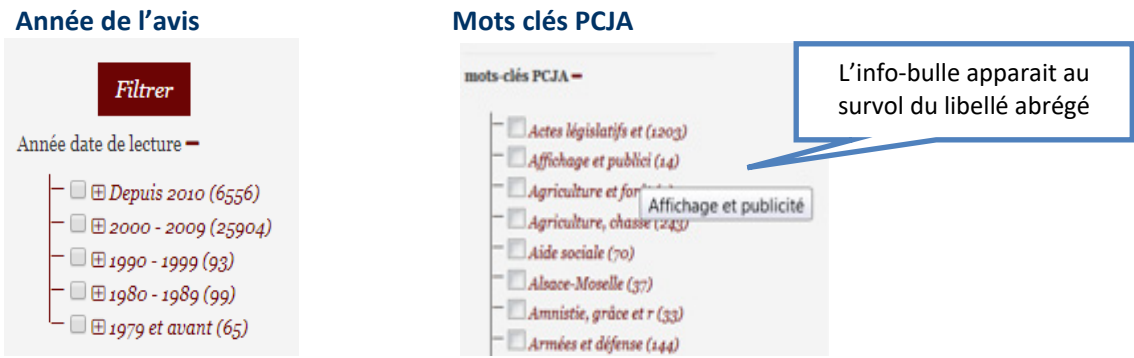 Année de l’avis
Filtrer
Année date de lecture
Depuis 2010 (6556)
2000 - 2009 (25904)
1990 - 1999 (93)
1980 - 1989 (99)
1979 et avant (65)
Mots clés PCJA
mots-clés PCJA
Actes législatifs et (1203)
Affichage et publici (14)
Agriculture et for
Affichage et publicité
Agriculture, chasse (243)
Aide sociale (70)
Alsace-Moselle (37)
Amnistie, grâce et r (33)
Armées et défense (144)
L’info-bulle apparait au
survol du libellé abrégé